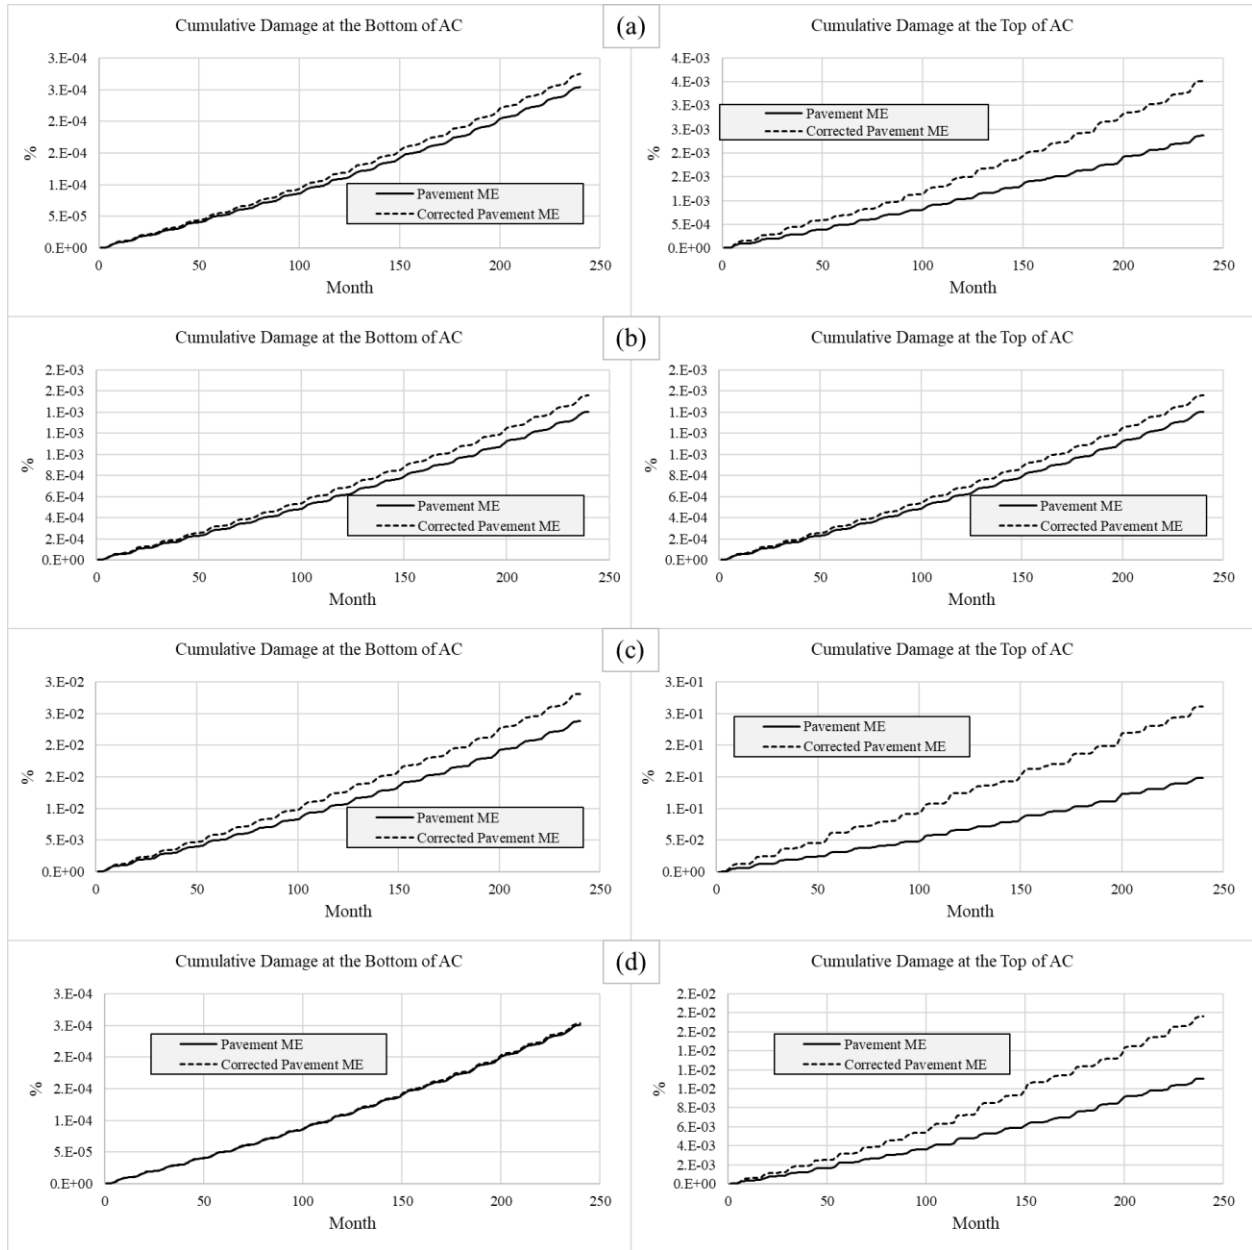 (a)
Cumulative Damage at the Bottom of AC
3.E-04
3.E-04
2.E-04
2.E-04
1.E-04
5.E-05
0.E+00
%
Pavement ME
Corrected Pavement ME
0 50 100 150 200 250
Month
Cumulative Damage at the Top of AC
4.E-03
4.E-03
3.E-03
3.E-03
2.E-03
2.E-03
1.E-03
5.E-04
0.E+00
%
Pavement ME
Corrected Pavement ME
0 50 100 150 200 250
Month
(b)
Cumulative Damage at the Bottom of AC
2.E-03
2.E-03
1.E-03
1.E-03
1.E-03
8.E-04
6.E-04
4.E-04
2.E-04
0.E+00
%
Pavement ME
Corrected Pavement ME
0 50 100 150 200 250
Month
Cumulative Damage at the Top of AC
2.E-03
2.E-03
1.E-03
1.E-03
1.E-03
8.E-04
6.E-04
4.E-04
2.E-04
0.E+00
%
Pavement ME
Corrected Pavement ME
0 50 100 150 200 250
Month
(c)
Cumulative Damage at the Bottom of AC
3.E-02
3.E-02
2.E-02
2.E-02
1.E-02
5.E-03
0.E+00
%
Pavement ME
Corrected Pavement ME
0 50 100 150 200 250
Month
Cumulative Damage at the Top of AC
3.E-01
3.E-01
2.E-01
2.E-01
1.E-01
5.E-02
0.E+00
%
Pavement ME
Corrected Pavement ME
0 50 100 150 200 250
Month
(d)
Cumulative Damage at the Bottom of AC
3.E-04
3.E-04
2.E-04
2.E-04
1.E-04
5.E-05
0.E+00
%
Pavement ME
Corrected Pavement ME
0 50 100 150 200 250
Month
Cumulative Damage at the Top of AC
2.E-02
2.E-02
2.E-02
1.E-02
1.E-02
1.E-02
8.E-03
6.E-03
4.E-03
2.E-03
0.E+00
%
Pavement ME
Corrected Pavement ME
0 50 100 150 200 250
Month